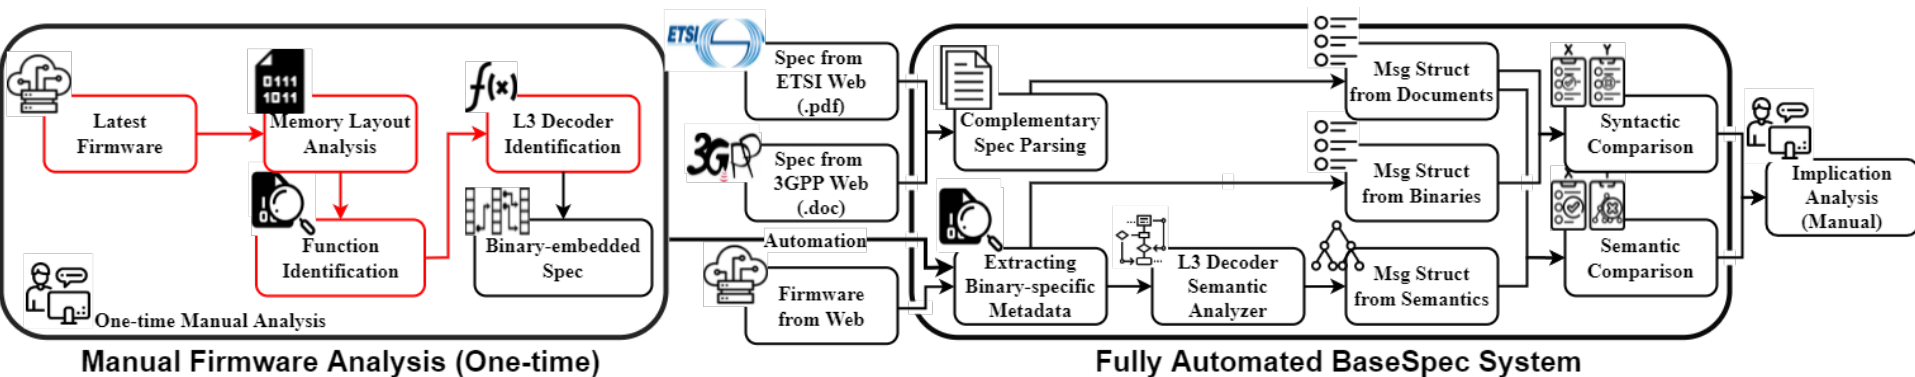 Latest
Firmware
0111
1011
Memory Layout
Analysis
Function
Identification
f(x)
L3 Decoder
Identification
Binary-embedded
Spec
One-time Manual Analysis
Manual Firmware Analysis (One-time)
ETSI
Spec from
ETSI Web
(.pdf)
3GPP
Spec from
3GPP Web
(.doc)
Automation
Firmware
from Web
Complementary
Spec Parsing
Extracting
Binary-specific
Metadata
L3 Decoder
Semantic
Analyzer
Msg Struct
from Documents
Msg Struct
from Binaries
Msg Struct
from Semantics
X Y
Syntactic
Comparison
Semantic
Comparison
Implication
Analysis
(Manual)
Fully Automated BaseSpec System